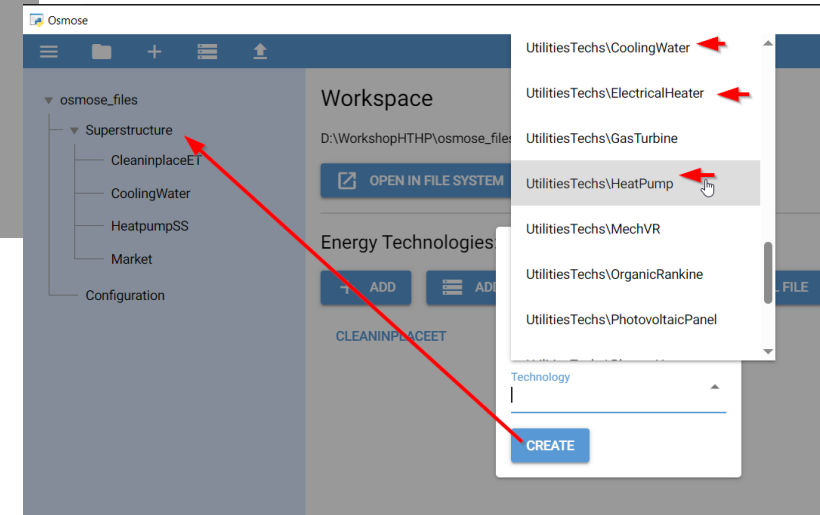 Osmose
osmose_files
Superstructure
CleaninplaceET
CoolingWater
HeatpumpSS
Market
Configuration
Workspace
D:\WorkshopHTHP\osmose_files
OPEN IN FILE SYSTEM
Energy Technologies:
ADD
FILE
CLEANINPLACEET
UtilitiesTechs\CoolingWater
UtilitiesTechs\ElectricalHeater
UtilitiesTechs\GasTurbine
UtilitiesTechs\HeatPump
UtilitiesTechs\MechVR
UtilitiesTechs\OrganicRankine
UtilitiesTechs\PhotovoltaicPanel
Technology
CREATE